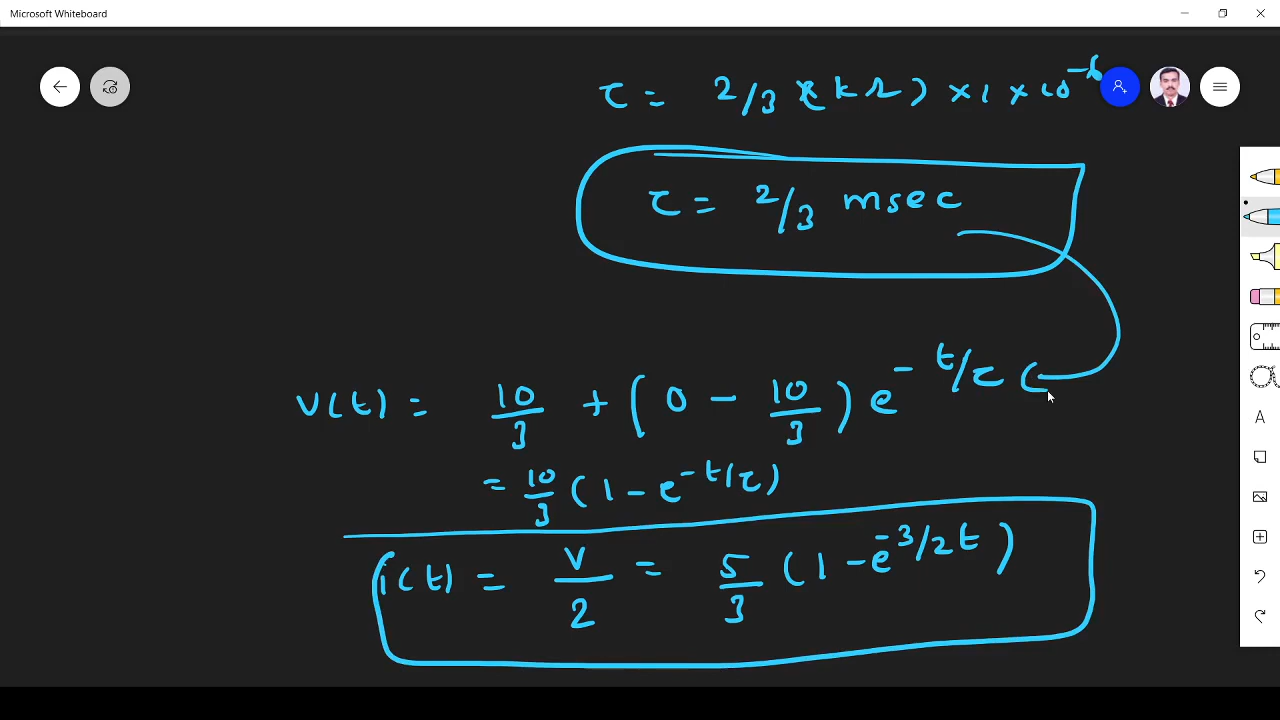 Microsoft Whiteboard
τ = 2/3 (kΩ) × 1 × 10⁻⁶
τ = 2/3 msec
v(t) = 10/3 + (0 - 10/3) e^-t/τ
= 10/3 (1 - e^-t/τ)
i(t) = V/2 = 5/3 (1 - e^-3/2 t)
A